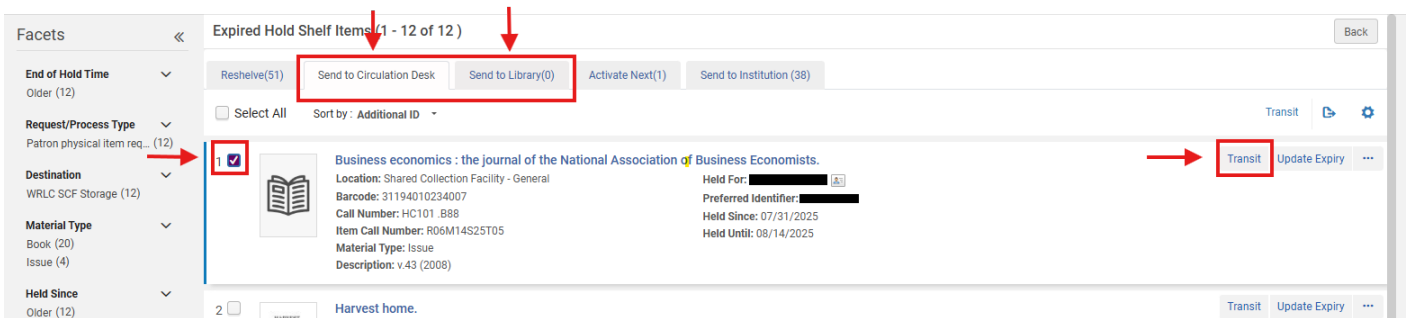 Facets
Expired Hold Shelf Items (1 - 12 of 12 )
Back
End of Hold Time
Older (12)
Request/Process Type
Patron physical item req... (12)
Destination
WRLC SCF Storage (12)
Material Type
Book (20)
Issue (4)
Held Since
Older (12)
Reshelve(51) Send to Circulation Desk Send to Library(0) Activate Next(1) Send to Institution (38)
Select All Sort by : Additional ID Transit
1 Business economics : the journal of the National Association of Business Economists. Transit Update Expiry ...
Location: Shared Collection Facility - General
Barcode: 31194010234007
Call Number: HC101 .B88
Item Call Number: R06M14S25T05
Material Type: Issue
Description: v.43 (2008)
Held For:
Preferred Identifier:
Held Since: 07/31/2025
Held Until: 08/14/2025
2 Harvest home. Transit Update Expiry ...